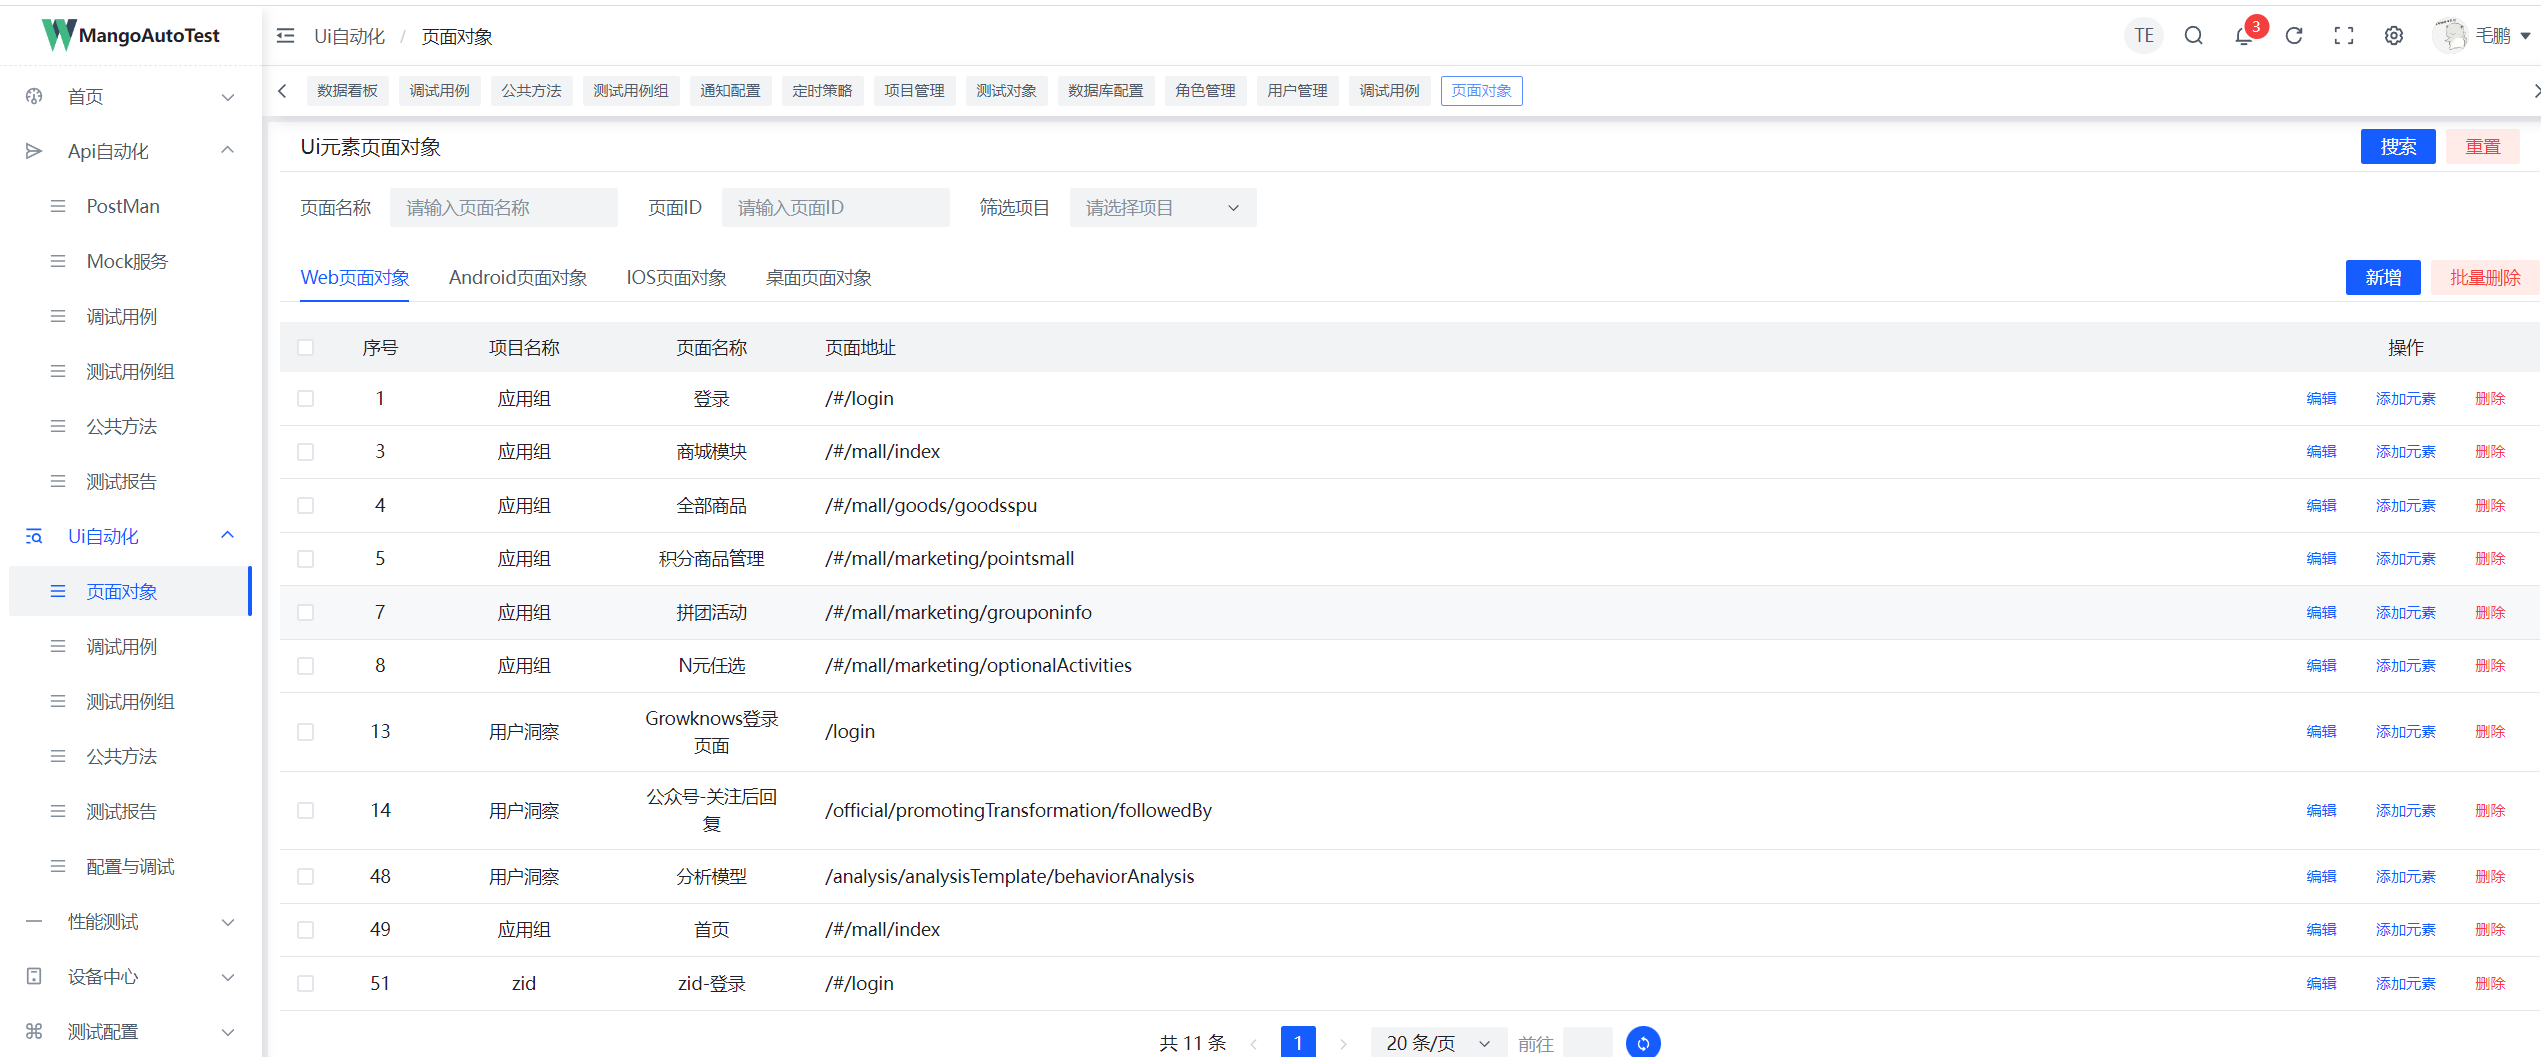 MangoAutoTest
Ui自动化 / 页面对象
TE
3
毛鹏
数据看板 调试用例 公共方法 测试用例组 通知配置 定时策略 项目管理 测试对象 数据库配置 角色管理 用户管理 调试用例 页面对象
首页
Api自动化
PostMan
Mock服务
调试用例
测试用例组
公共方法
测试报告
Ui自动化
页面对象
调试用例
测试用例组
公共方法
测试报告
配置与调试
性能测试
设备中心
测试配置
Ui元素页面对象
搜索 重置
页面名称 请输入页面名称 页面ID 请输入页面ID 筛选项目 请选择项目
Web页面对象 Android页面对象 IOS页面对象 桌面页面对象
新增 批量删除
序号 项目名称 页面名称 页面地址 操作
1 应用组 登录 /#/login 编辑 添加元素 删除
3 应用组 商城模块 /#/mall/index 编辑 添加元素 删除
4 应用组 全部商品 /#/mall/goods/goodsspu 编辑 添加元素 删除
5 应用组 积分商品管理 /#/mall/marketing/pointsmall 编辑 添加元素 删除
7 应用组 拼团活动 /#/mall/marketing/grouponinfo 编辑 添加元素 删除
8 应用组 N元任选 /#/mall/marketing/optionalActivities 编辑 添加元素 删除
13 用户洞察 Growknows登录
页面 /login 编辑 添加元素 删除
14 用户洞察 公众号-关注后回
复 /official/promotingTransformation/followedBy 编辑 添加元素 删除
48 用户洞察 分析模型 /analysis/analysisTemplate/behaviorAnalysis 编辑 添加元素 删除
49 应用组 首页 /#/mall/index 编辑 添加元素 删除
51 zid zid-登录 /#/login 编辑 添加元素 删除
共 11 条 1 20 条/页 前往